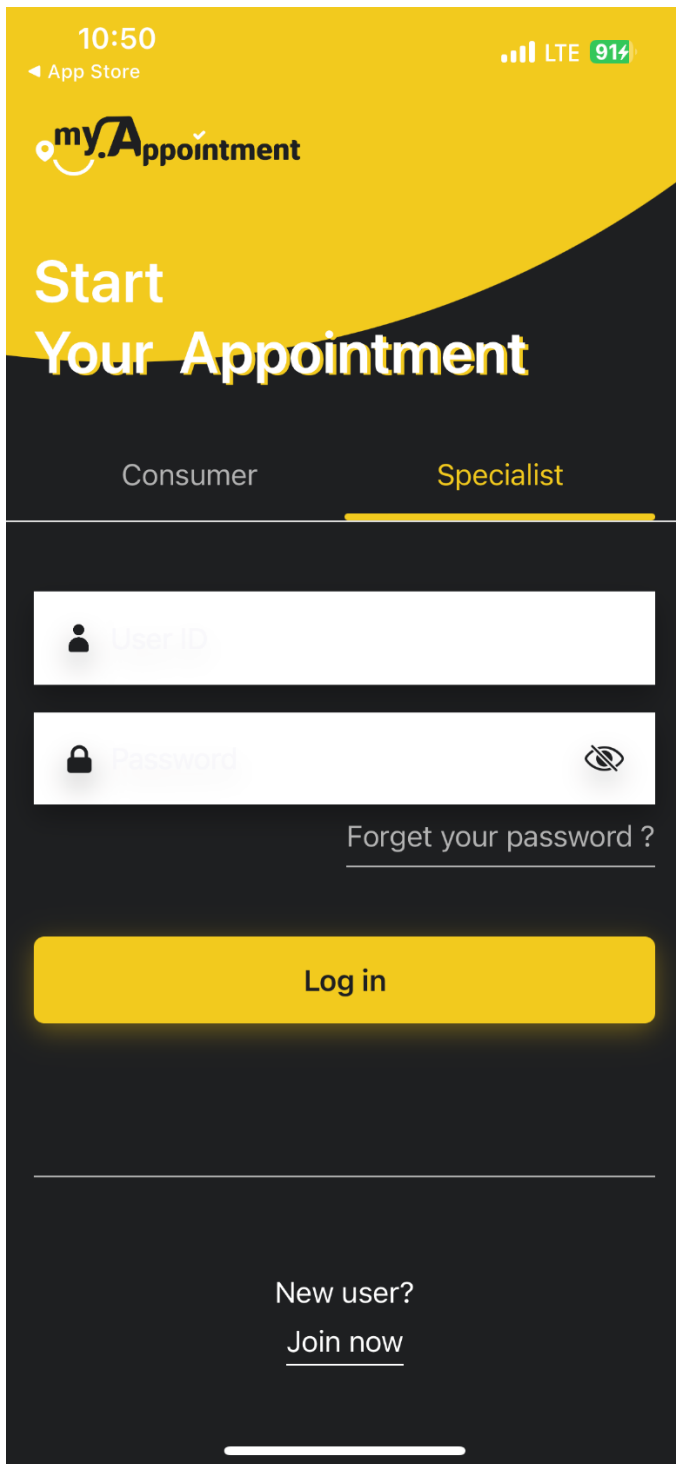 10:50
LTE 91
◀ App Store
my.Appointment
Start
Your Appointment
Consumer Specialist
User ID
Password
Forget your password ?
Log in
New user?
Join now